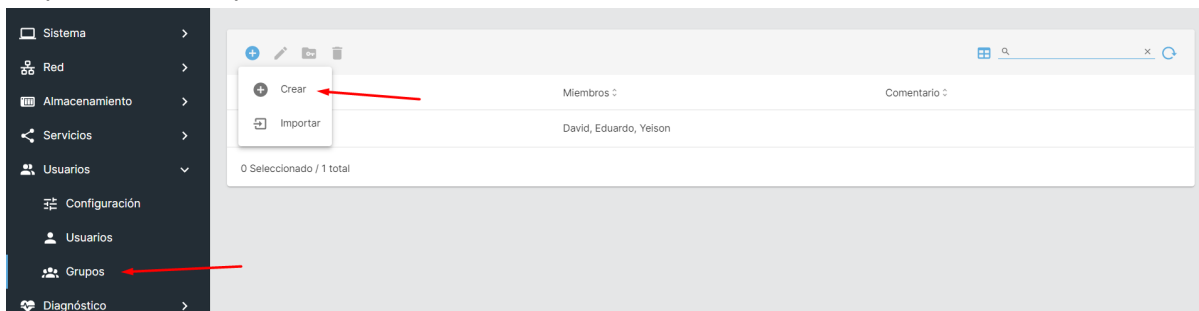 Sistema
Red
Almacenamiento
Servicios
Usuarios
Configuración
Usuarios
Grupos
Diagnóstico
Crear
Importar
Miembros
Comentario
David, Eduardo, Yeison
0 Seleccionado / 1 total